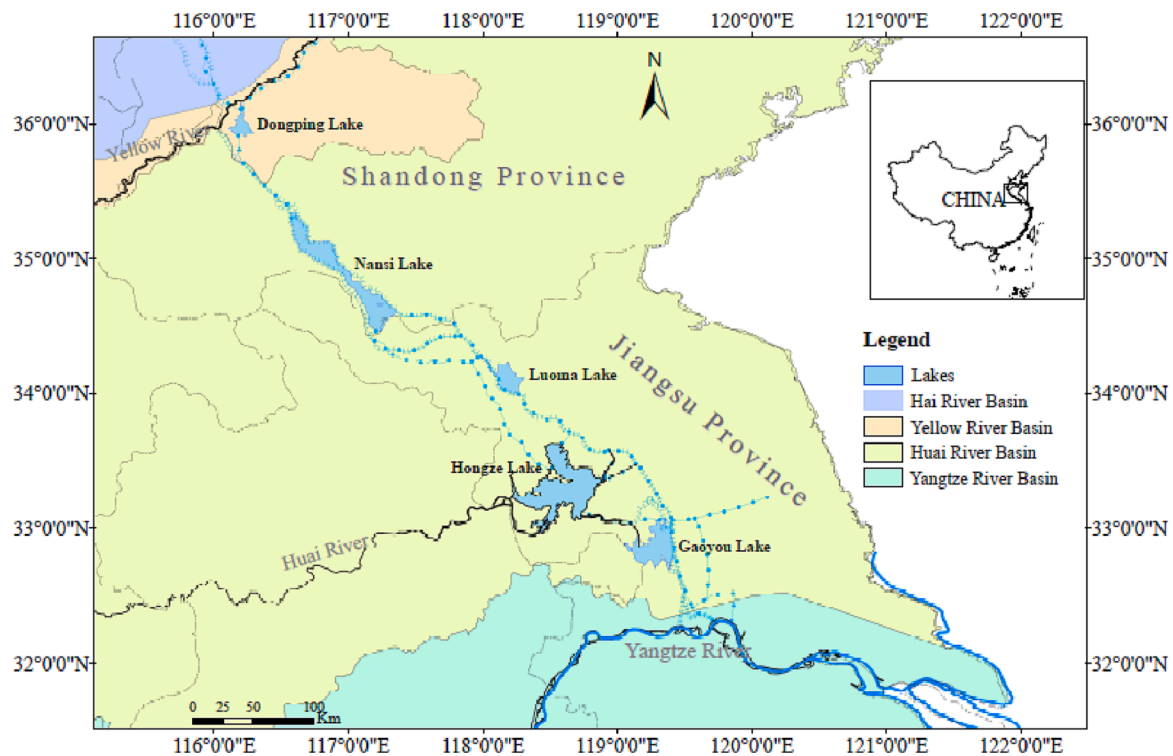 116°0'0"E 117°0'0"E 118°0'0"E 119°0'0"E 120°0'0"E 121°0'0"E 122°0'0"E
N
36°0'0"N
Dongping Lake
36°0'0"N
Yellow River
Shandong Province
CHINA
35°0'0"N
Nansi Lake
35°0'0"N
Jiangsu Province
Legend
Luoma Lake
Lakes
34°0'0"N
Hai River Basin
34°0'0"N
Yellow River Basin
Huai River Basin
Hongze Lake
Yangtze River Basin
33°0'0"N
33°0'0"N
Huai River
Gaoyou Lake
32°0'0"N
Yangtze River
32°0'0"N
0 25 50 100
Km
116°0'0"E 117°0'0"E 118°0'0"E 119°0'0"E 120°0'0"E 121°0'0"E 122°0'0"E